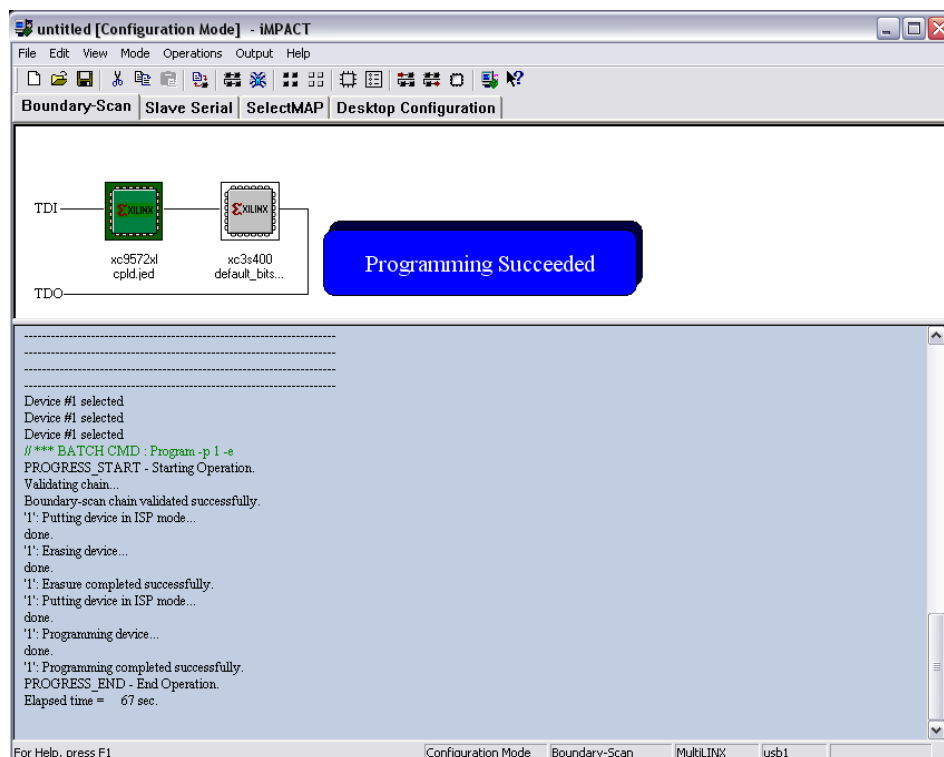 untitled [Configuration Mode] - iMPACT
File Edit View Mode Operations Output Help
Boundary-Scan Slave Serial SelectMAP Desktop Configuration
TDI
ΣXILINX ΣXILINX
xc9572xl xc3s400
cpld.jed default_bits...
Programming Succeeded
TDO
----------------------------------------------------------------------
----------------------------------------------------------------------
----------------------------------------------------------------------
----------------------------------------------------------------------
Device #1 selected
Device #1 selected
Device #1 selected
// *** BATCH CMD : Program -p 1 -e
PROGRESS_START - Starting Operation.
Validating chain...
Boundary-scan chain validated successfully.
'1': Putting device in ISP mode...
done.
'1': Erasing device...
done.
'1': Erasure completed successfully.
'1': Putting device in ISP mode...
done.
'1': Programming device...
done.
'1': Programming completed successfully.
PROGRESS_END - End Operation.
Elapsed time = 67 sec.
For Help, press F1 Configuration Mode Boundary-Scan MultiLINX usb1